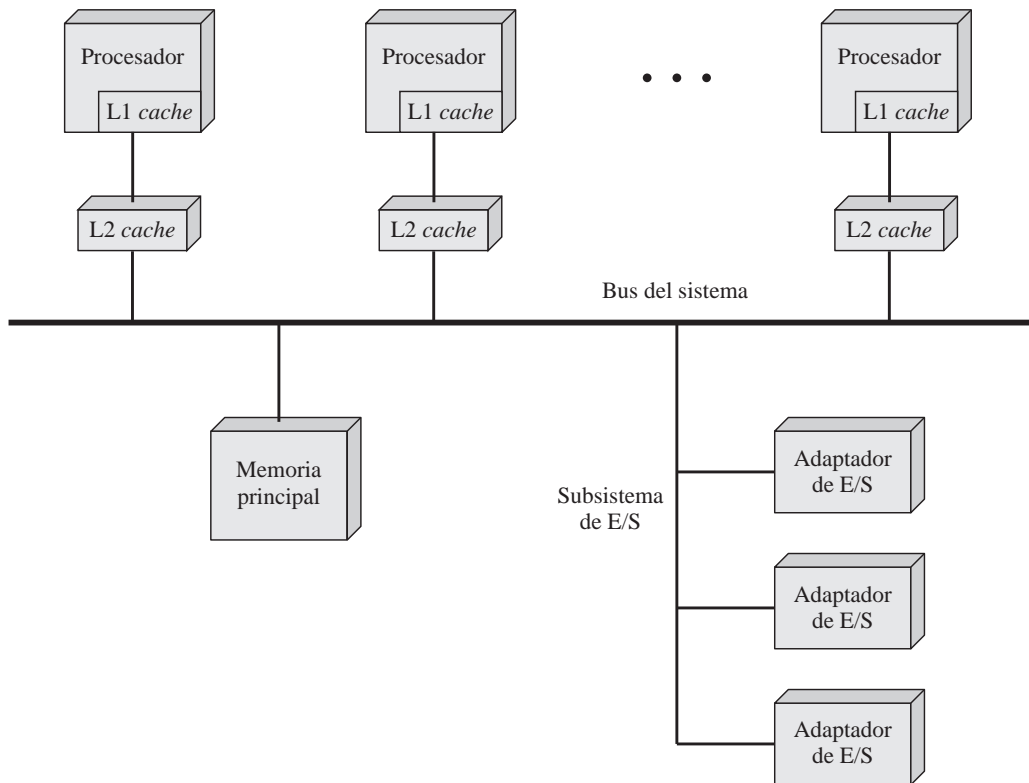 Procesador
L1 cache
Procesador
L1 cache
Procesador
L1 cache
L2 cache
L2 cache
L2 cache
Bus del sistema
Memoria
principal
Subsistema
de E/S
Adaptador
de E/S
Adaptador
de E/S
Adaptador
de E/S